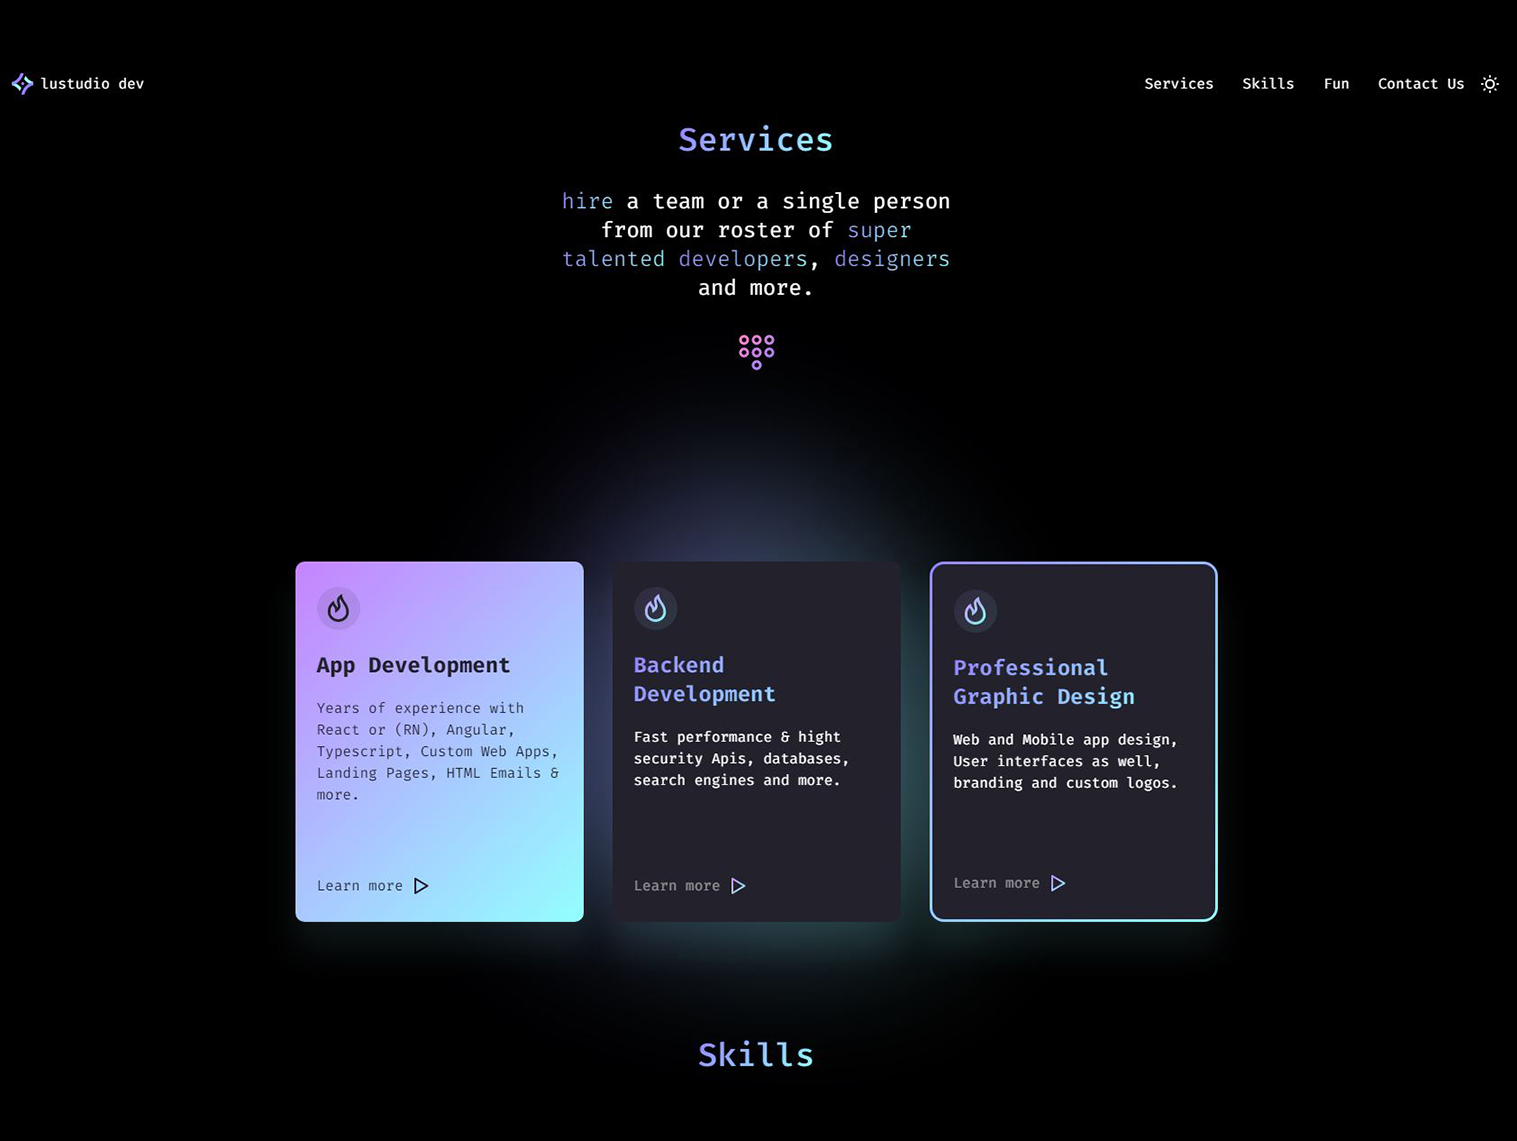 lustudio dev
Services Skills Fun Contact Us
Services
hire a team or a single person
from our roster of super
talented developers, designers
and more.
App Development
Years of experience with
React or (RN), Angular,
Typescript, Custom Web Apps,
Landing Pages, HTML Emails &
more.
Learn more
Backend
Development
Fast performance & hight
security Apis, databases,
search engines and more.
Learn more
Professional
Graphic Design
Web and Mobile app design,
User interfaces as well,
branding and custom logos.
Learn more
Skills